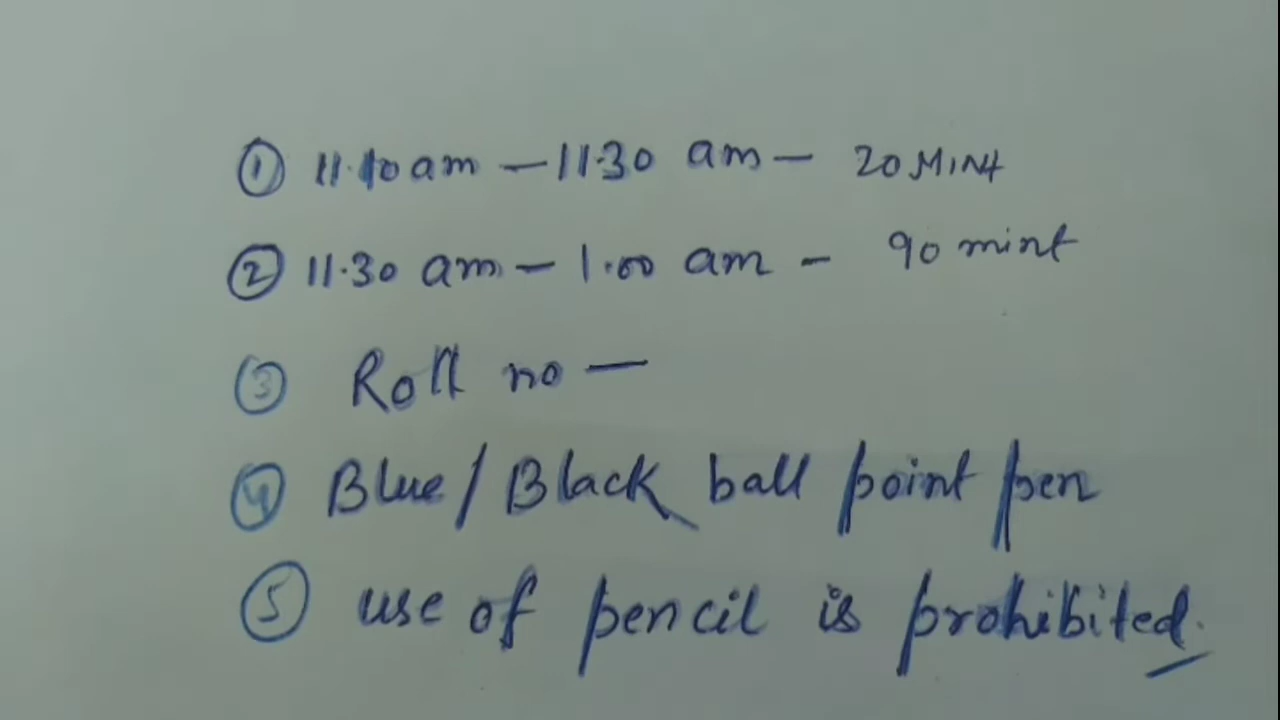 ① 11.10 am — 11.30 am — 20 MINt
② 11.30 am — 1.00 am — 90 mint
③ Roll no —
④ Blue / Black ball point pen
⑤ use of pencil is prohibited.